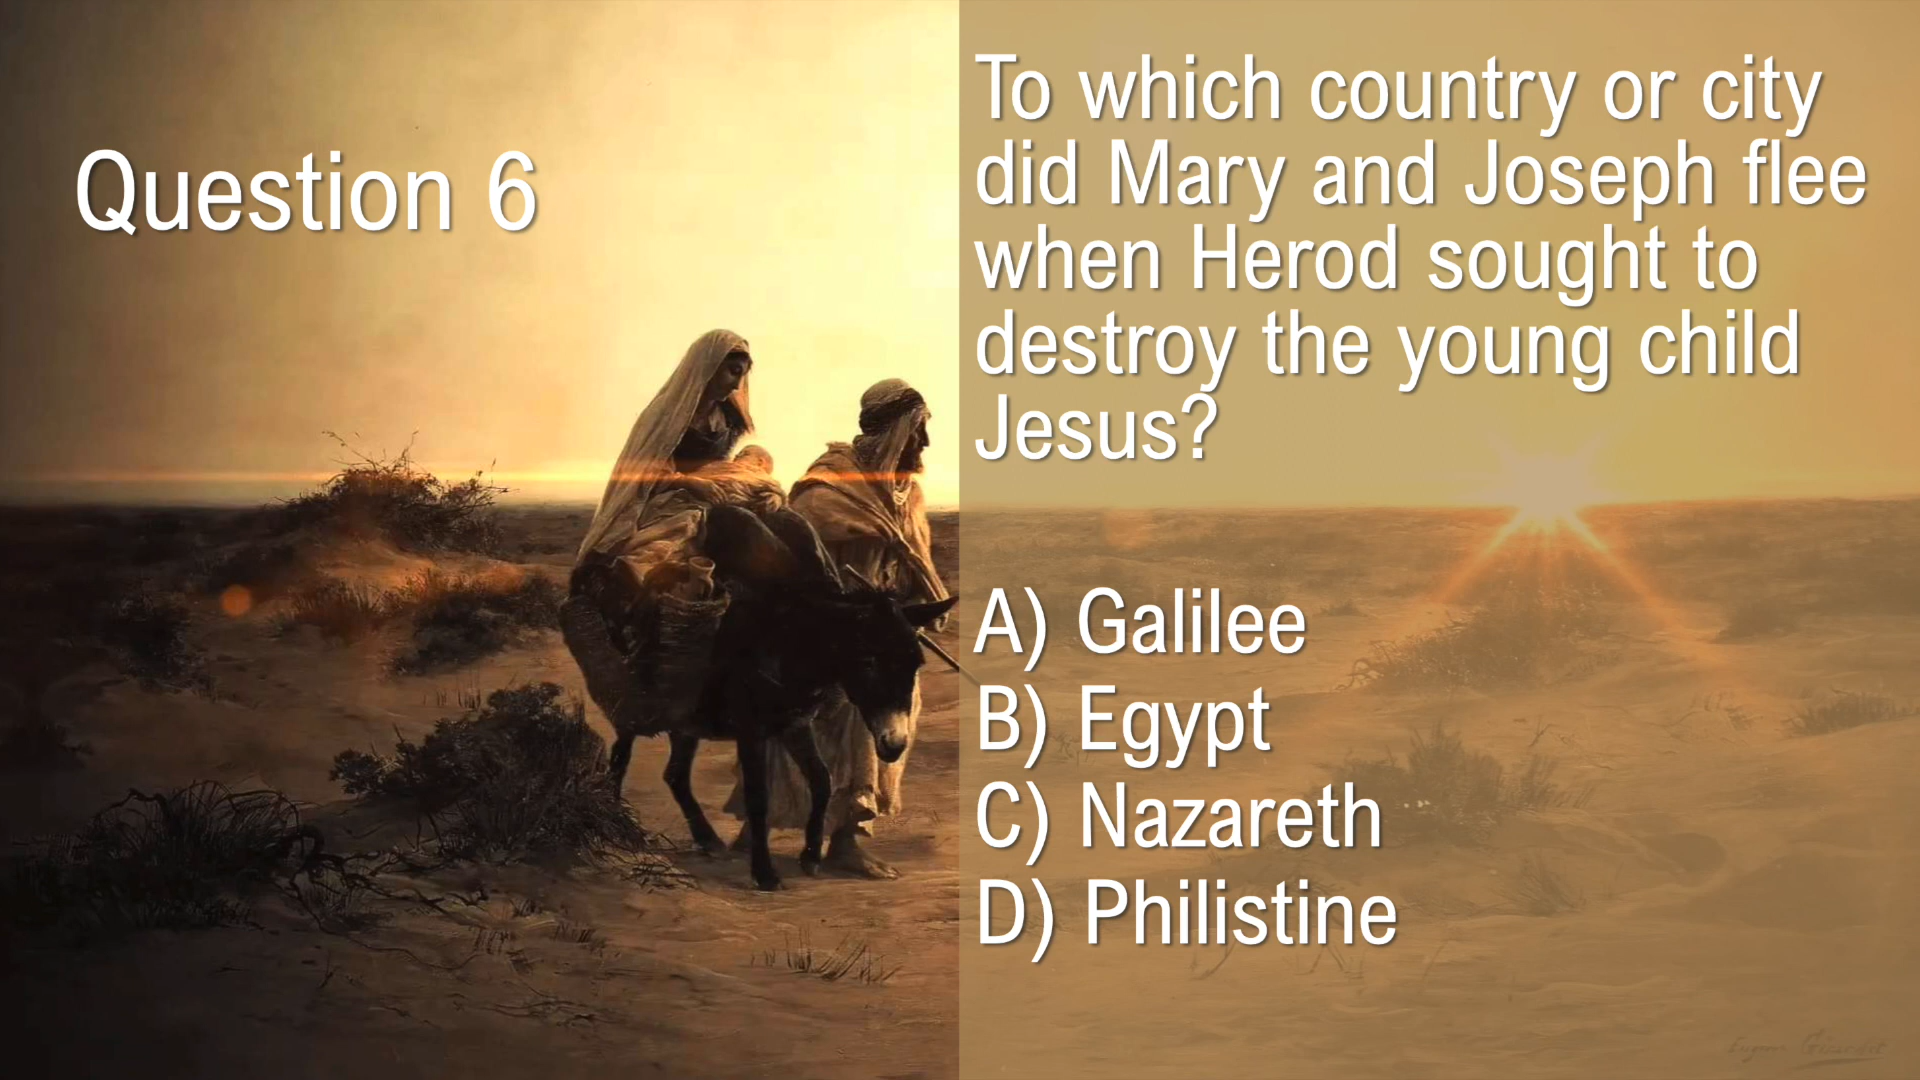 Question 6
To which country or city
did Mary and Joseph flee
when Herod sought to
destroy the young child
Jesus?
A) Galilee
B) Egypt
C) Nazareth
D) Philistine